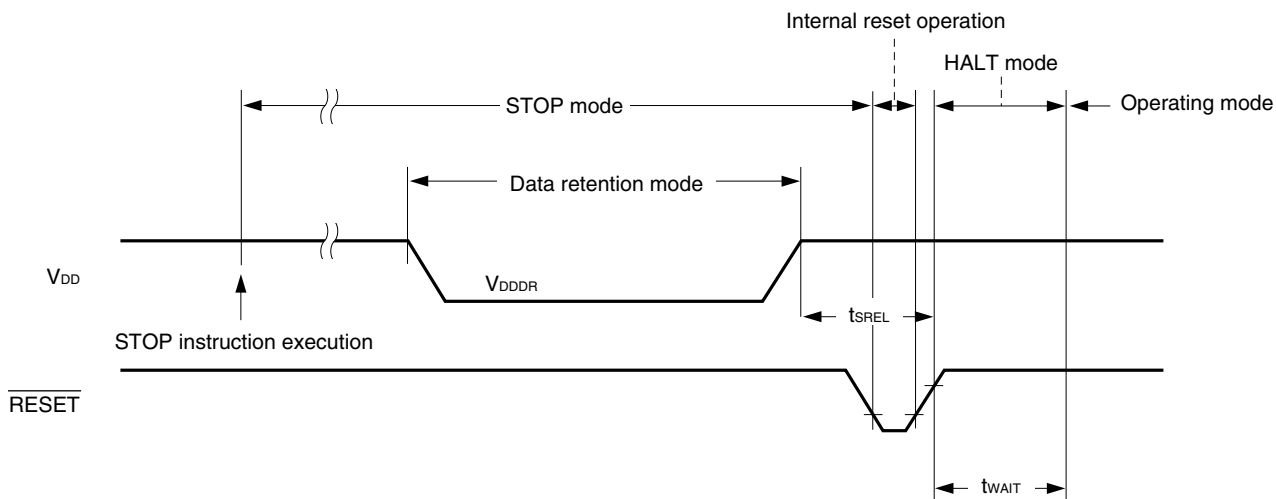 Internal reset operation
HALT mode
STOP mode
Operating mode
Data retention mode
VDD
VDDDR
tSREL
STOP instruction execution
RESET
tWAIT